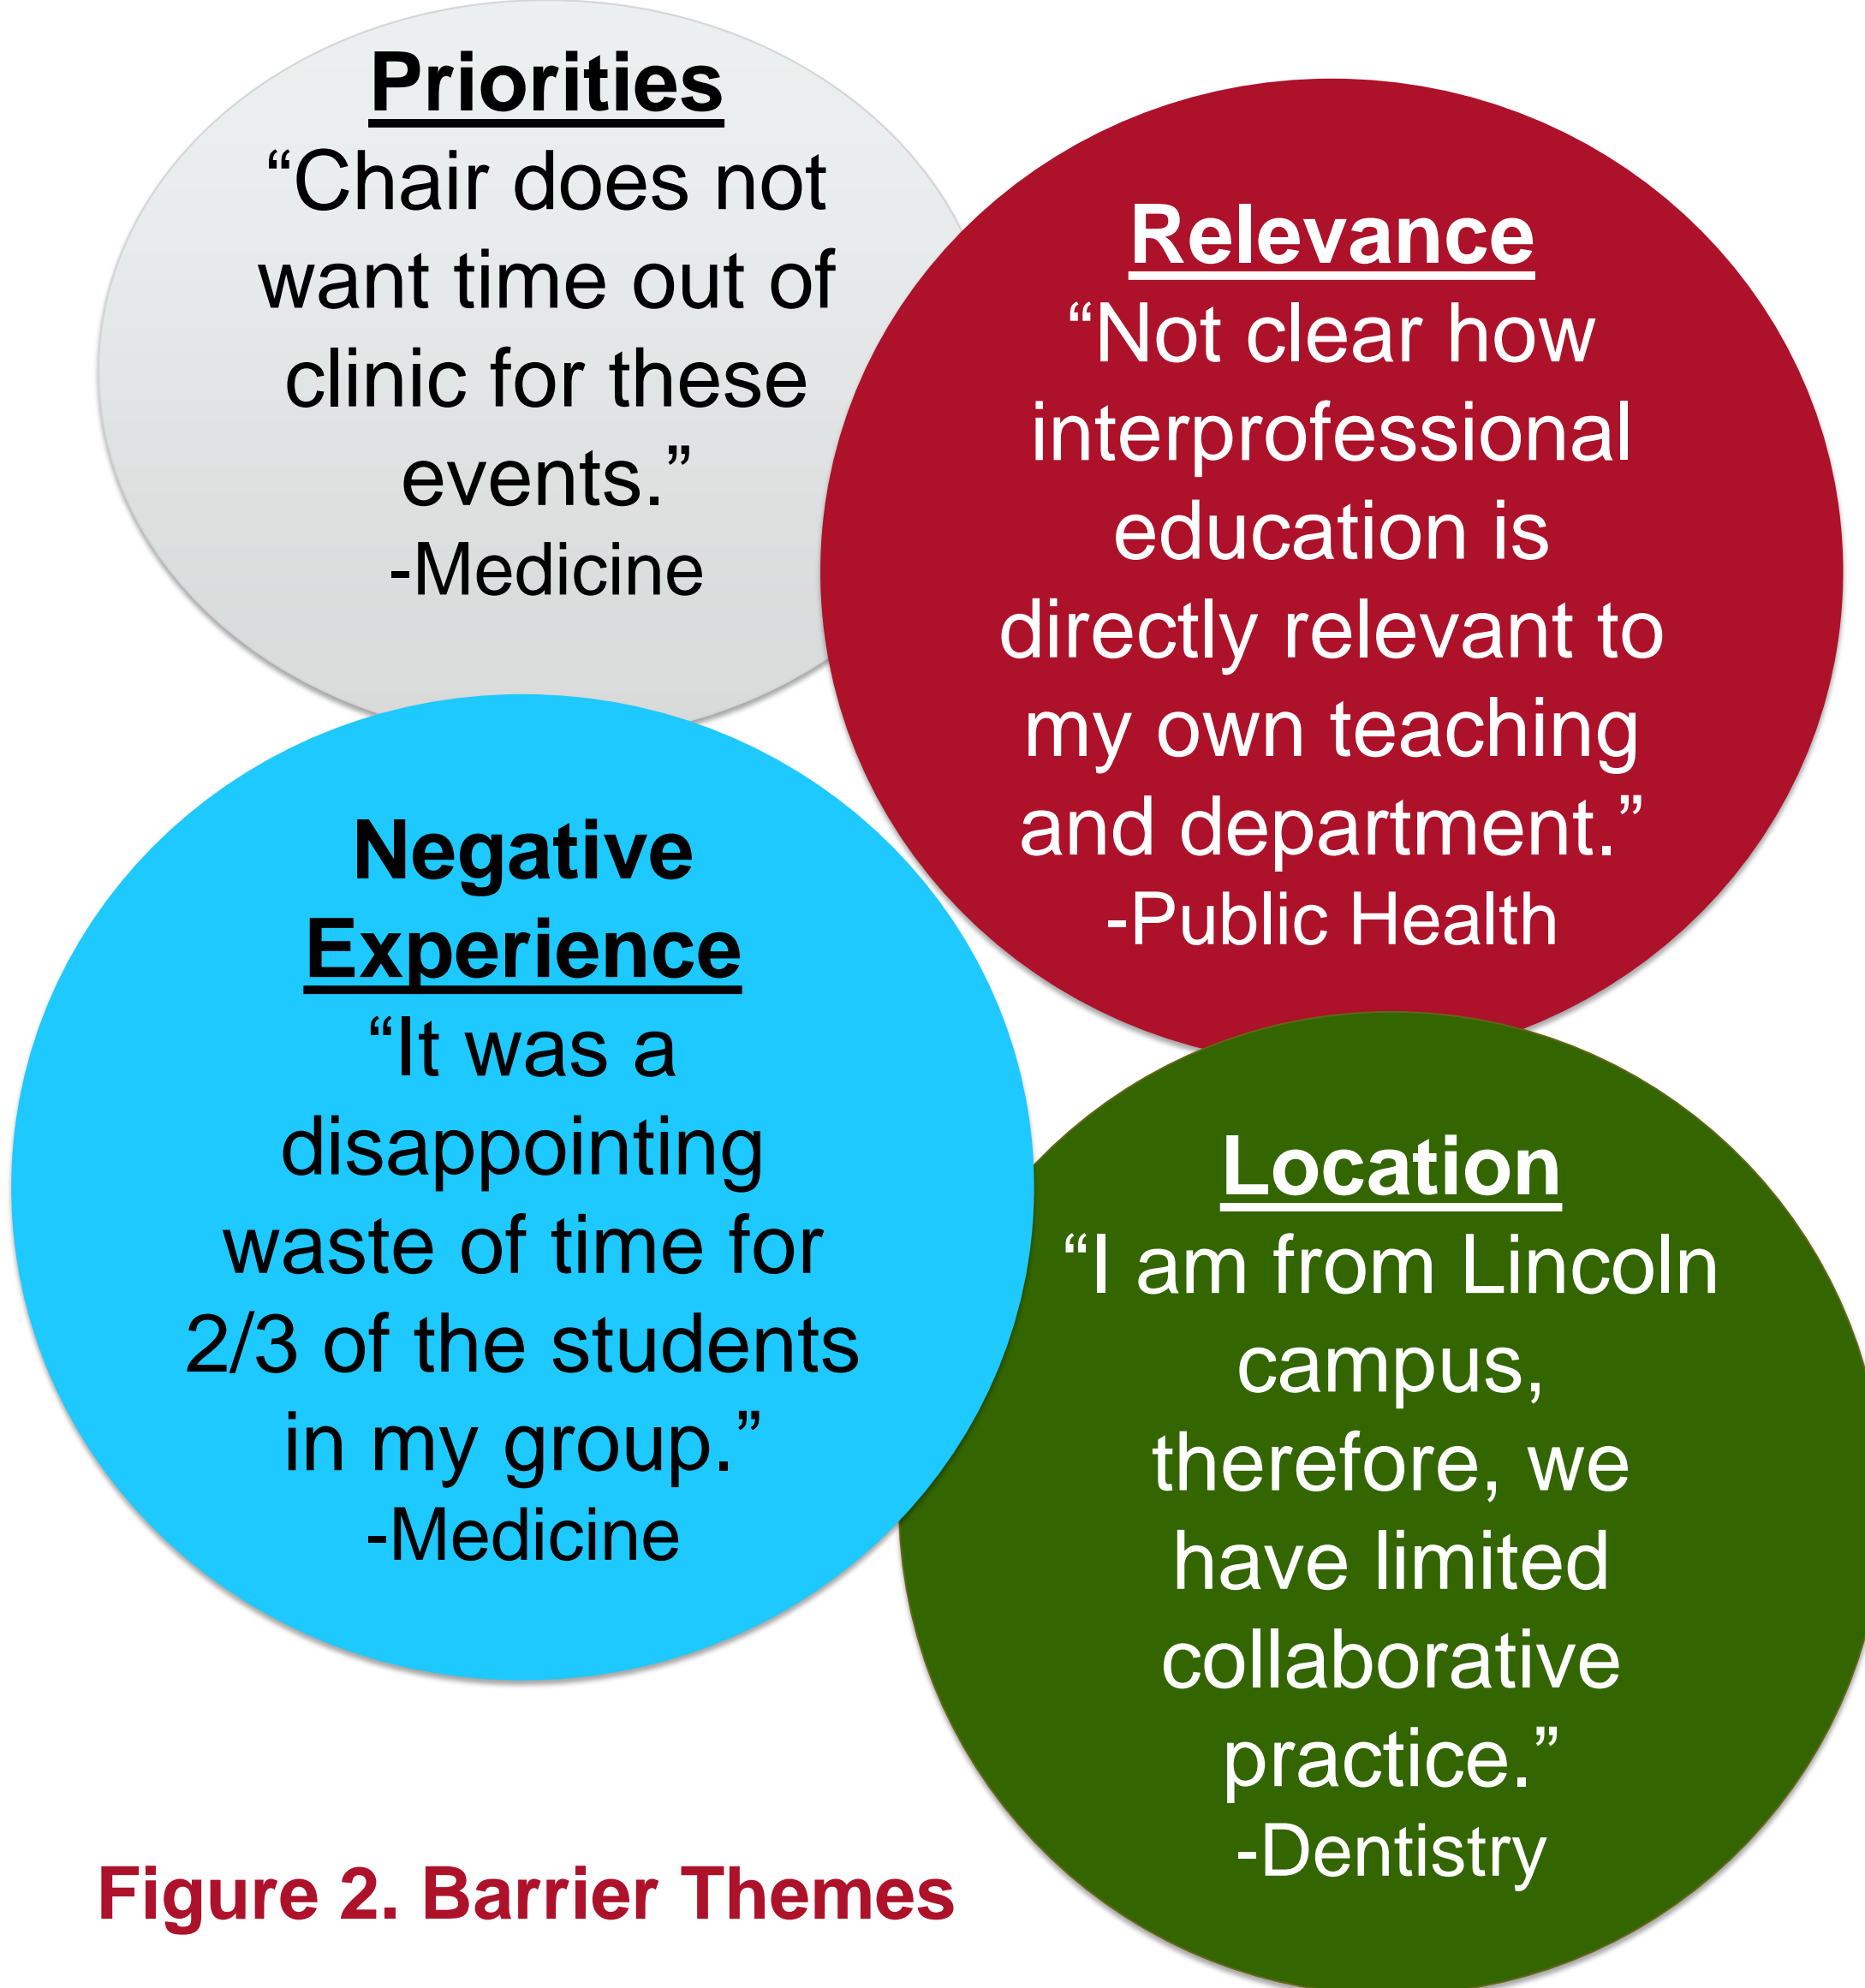 Priorities
“Chair does not
want time out of
clinic for these
events.”
-Medicine
Relevance
“Not clear how
interprofessional
education is
directly relevant to
my own teaching
and department.”
-Public Health
Negative
Experience
“It was a
disappointing
waste of time for
2/3 of the students
in my group.”
-Medicine
Location
“I am from Lincoln
campus,
therefore, we
have limited
collaborative
practice.”
-Dentistry
Figure 2. Barrier Themes